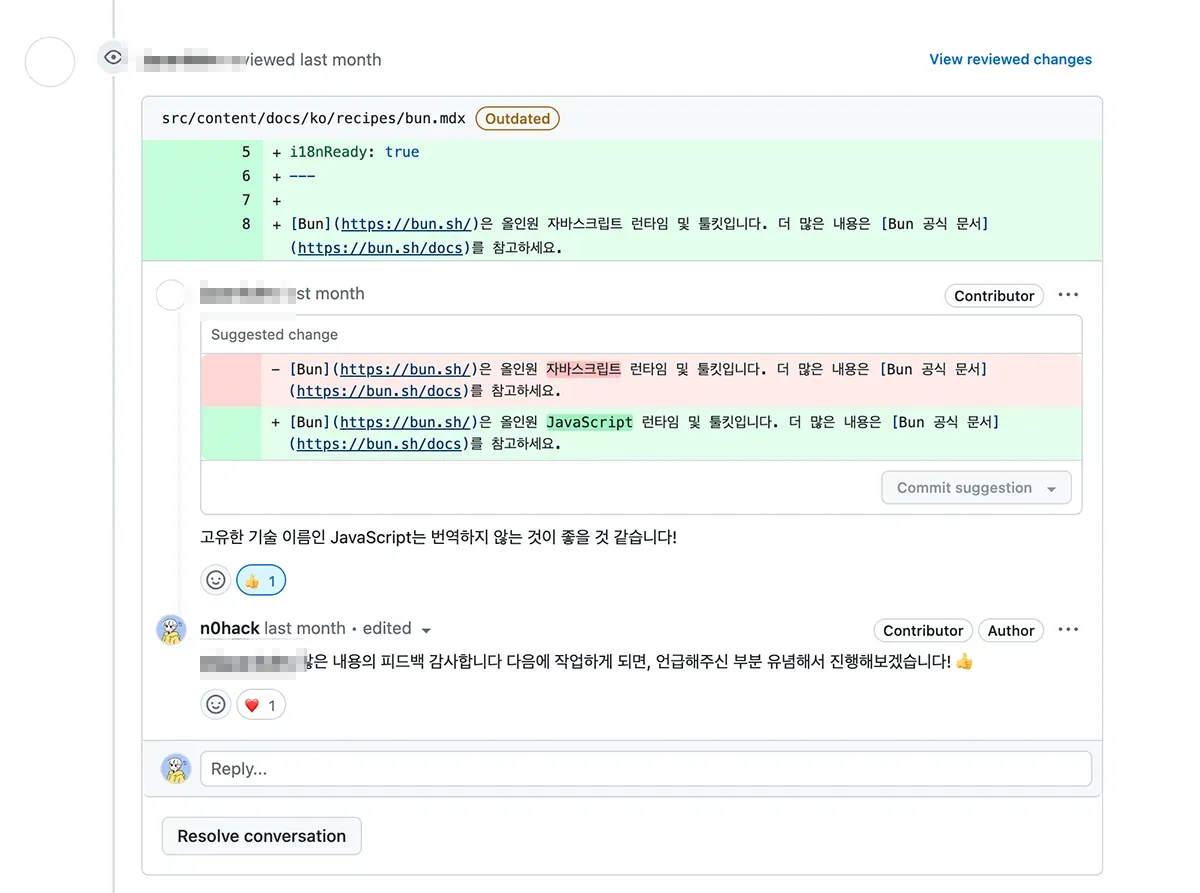 reviewed last month
View reviewed changes
src/content/docs/ko/recipes/bun.mdx Outdated
5 + i18nReady: true
6 + ---
7 +
8 + [Bun](https://bun.sh/)은 올인원 자바스크립트 런타임 및 툴킷입니다. 더 많은 내용은 [Bun 공식 문서]
(https://bun.sh/docs)를 참고하세요.
last month
Contributor
Suggested change
- [Bun](https://bun.sh/)은 올인원 자바스크립트 런타임 및 툴킷입니다. 더 많은 내용은 [Bun 공식 문서]
(https://bun.sh/docs)를 참고하세요.
+ [Bun](https://bun.sh/)은 올인원 JavaScript 런타임 및 툴킷입니다. 더 많은 내용은 [Bun 공식 문서]
(https://bun.sh/docs)를 참고하세요.
Commit suggestion
고유한 기술 이름인 JavaScript는 번역하지 않는 것이 좋을 것 같습니다!
👍 1
n0hack last month • edited
Contributor Author
많은 내용의 피드백 감사합니다 다음에 작업하게 되면, 언급해주신 부분 유념해서 진행해보겠습니다! 👍
❤️ 1
Reply...
Resolve conversation